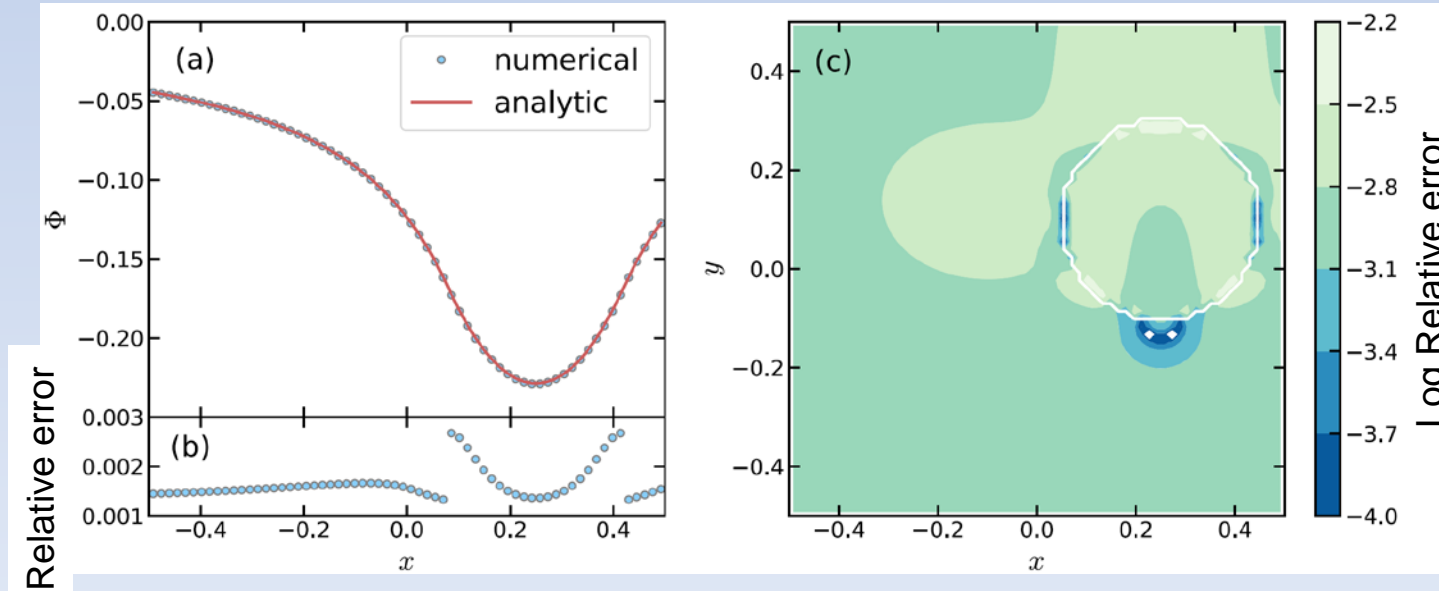 0.00
−0.05
−0.10
−0.15
−0.20
Φ
(a)
numerical
analytic
0.003
0.002
0.001
(b)
Relative error
−0.4
−0.2
0.0
0.2
0.4
x
(c)
0.4
0.2
0.0
−0.2
−0.4
y
−0.4
−0.2
0.0
0.2
0.4
x
−2.2
−2.5
−2.8
−3.1
−3.4
−3.7
−4.0
Log Relative error